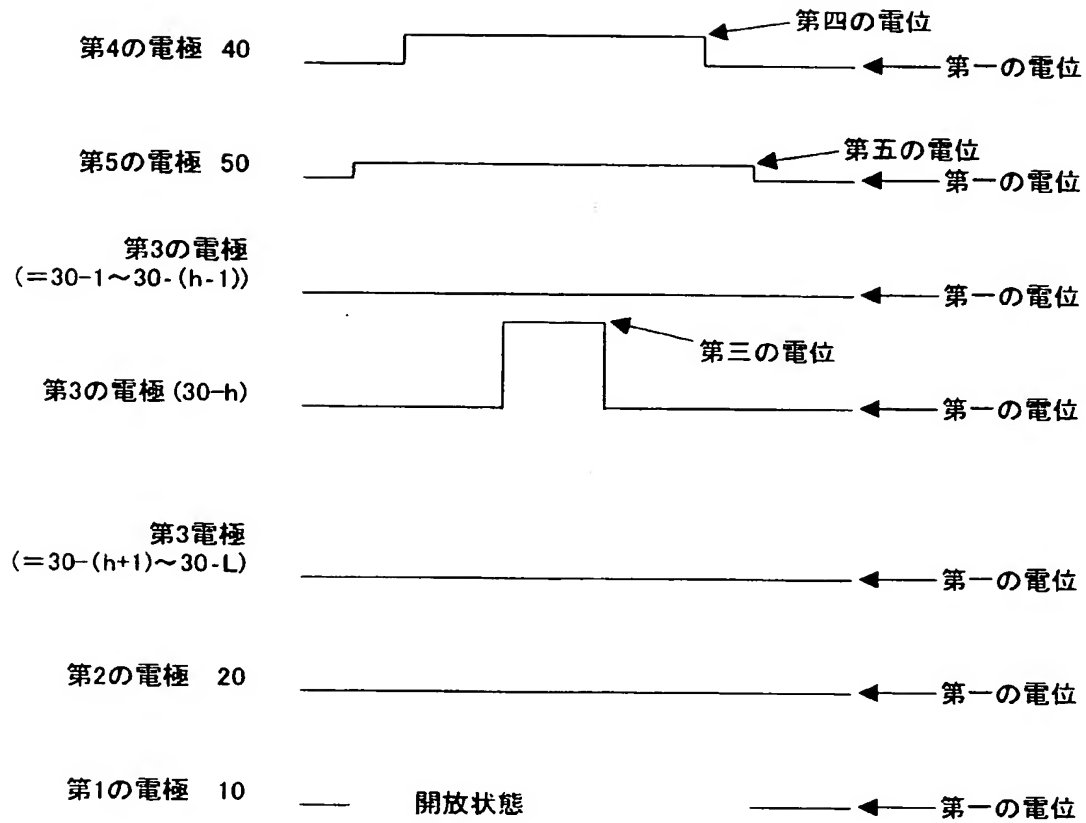 第四の電位
第4の電極 40
第一の電位
第五の電位
第5の電極 50
第一の電位
第3の電極
(=30-1~30-(h-1))
第一の電位
第三の電位
第3の電極(30-h)
第一の電位
第3電極
(=30-(h+1)~30-L)
第一の電位
第2の電極 20
第一の電位
第1の電極 10
開放状態
第一の電位